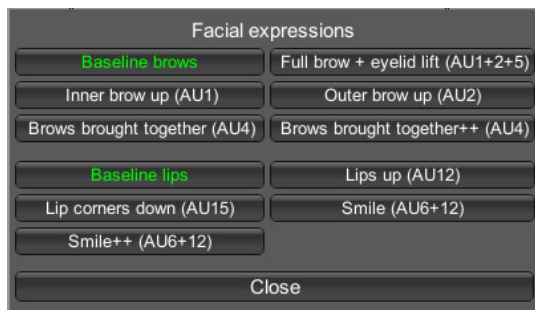 Facial expressions
Baseline brows
Full brow + eyelid lift (AU1+2+5)
Inner brow up (AU1)
Outer brow up (AU2)
Brows brought together (AU4)
Brows brought together++ (AU4)
Baseline lips
Lips up (AU12)
Lip corners down (AU15)
Smile (AU6+12)
Smile++ (AU6+12)
Close